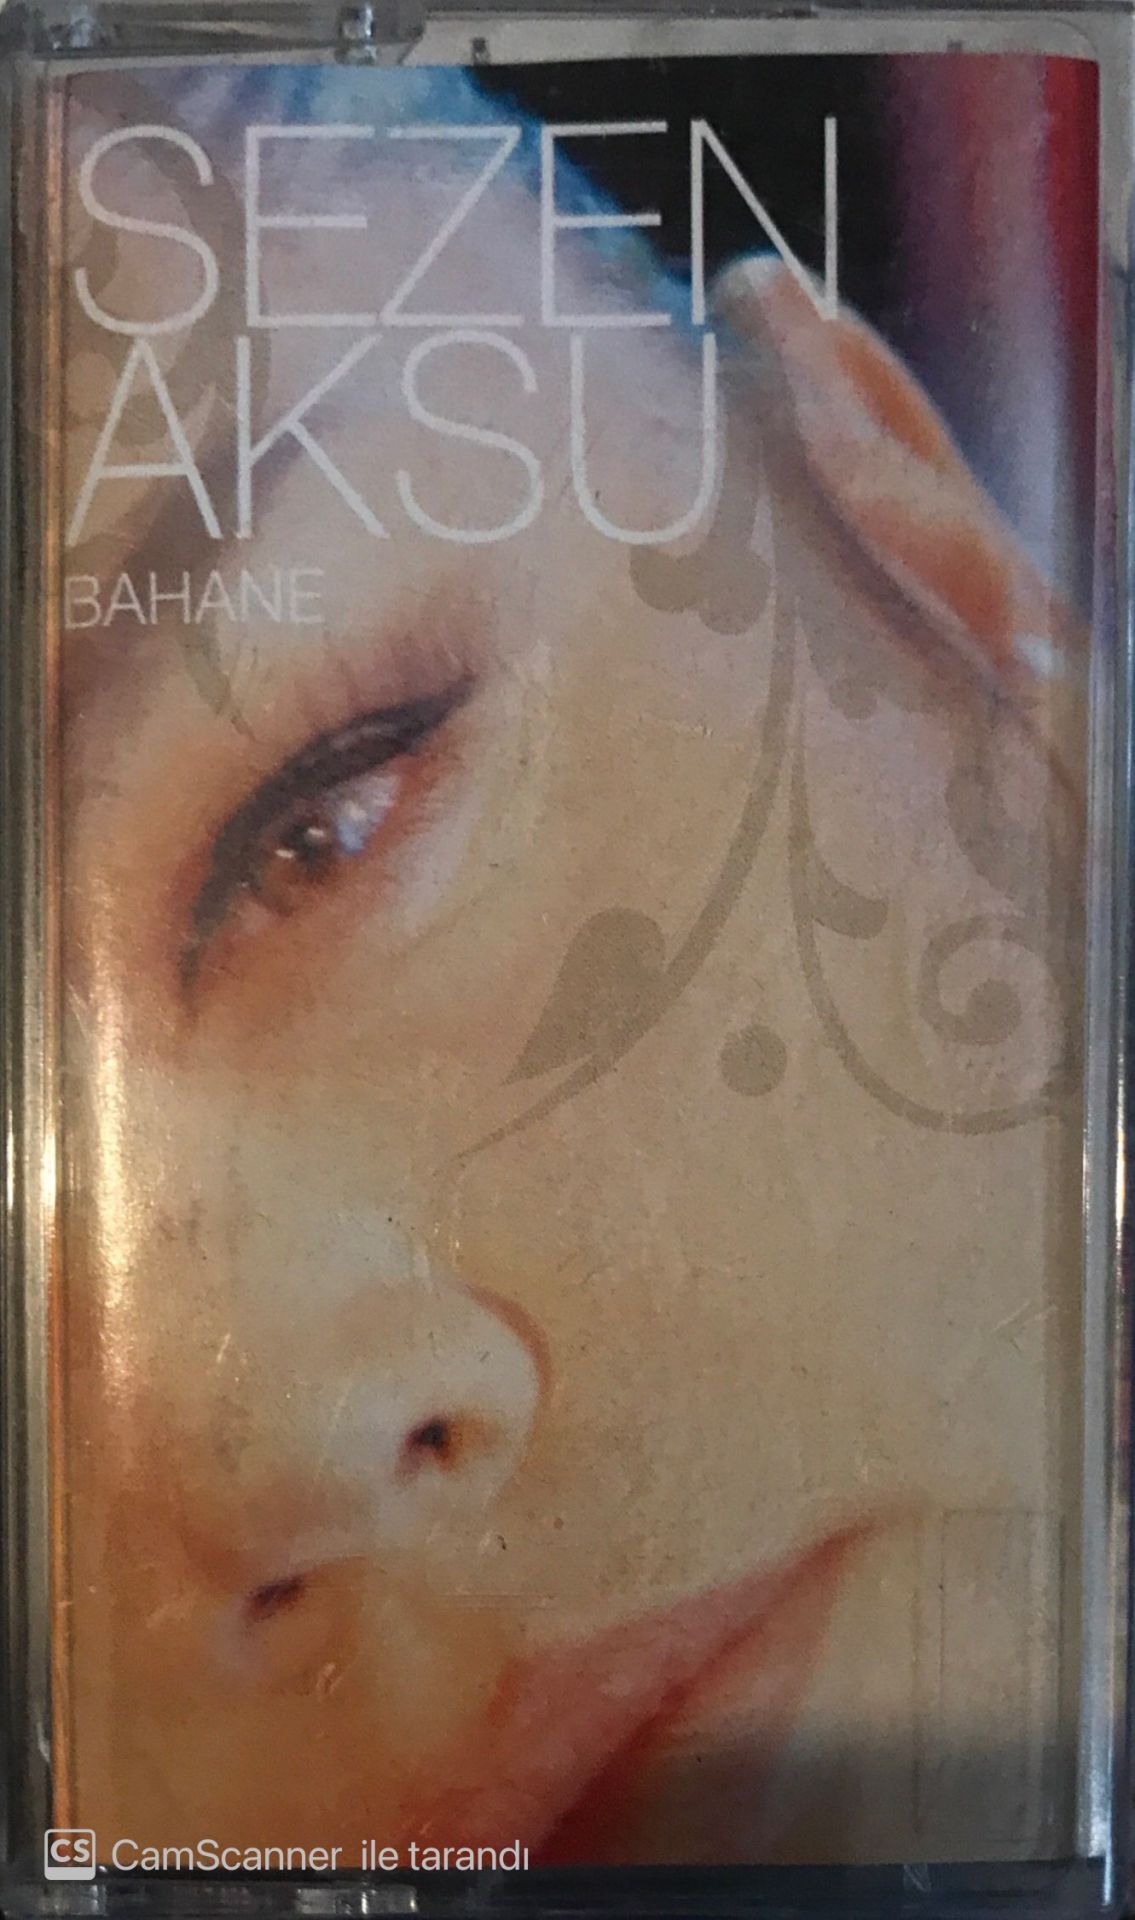 SEZEN
AKSU
BAHANE
CS CamScanner ile tarandı